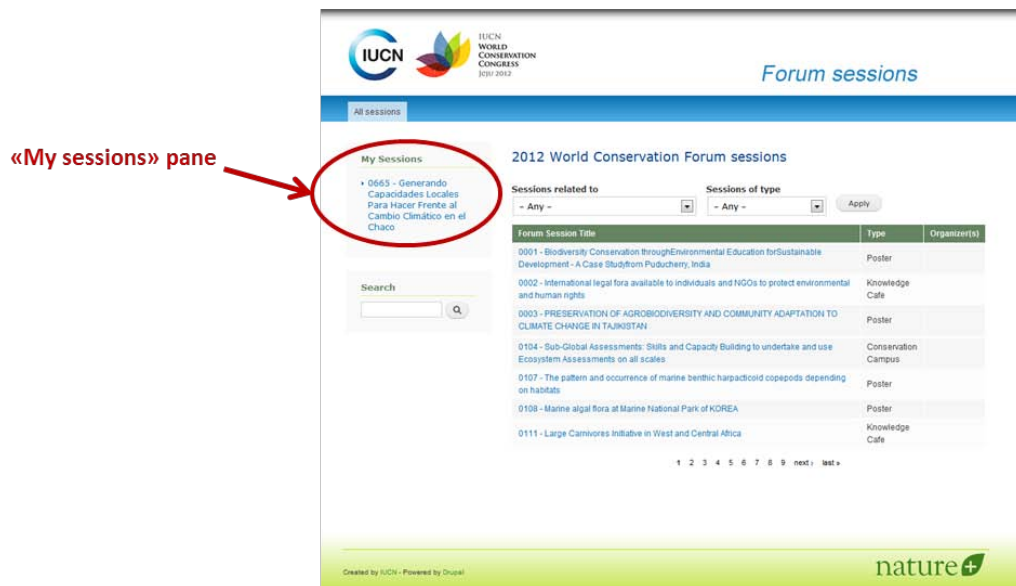 IUCN
IUCN
WORLD
CONSERVATION
CONGRESS
JEJU 2012
Forum sessions
All sessions
«My sessions» pane
My Sessions
0665 - Generando
Capacidades Locales
Para Hacer Frente al
Cambio Climático en el
Chaco
Search
2012 World Conservation Forum sessions
Sessions related to
Sessions of type
- Any -
- Any -
Apply
Forum Session Title Type Organizer(s)
0001 - Biodiversity Conservation throughEnvironmental Education forSustainable
Development - A Case Studyfrom Puducherry, India
Poster
0002 - International legal fora available to individuals and NGOs to protect environmental
and human rights
Knowledge
Cafe
0003 - PRESERVATION OF AGROBIODIVERSITY AND COMMUNITY ADAPTATION TO
CLIMATE CHANGE IN TAJIKISTAN
Poster
0104 - Sub-Global Assessments: Skills and Capacity Building to undertake and use
Ecosystem Assessments on all scales
Conservation
Campus
0107 - The pattern and occurrence of marine benthic harpacticoid copepods depending
on habitats
Poster
0108 - Marine algal flora at Marine National Park of KOREA
Poster
0111 - Large Carnivores Initiative in West and Central Africa
Knowledge
Cafe
1 2 3 4 5 6 7 8 9 next › last »
Created by IUCN - Powered by Drupal
nature+